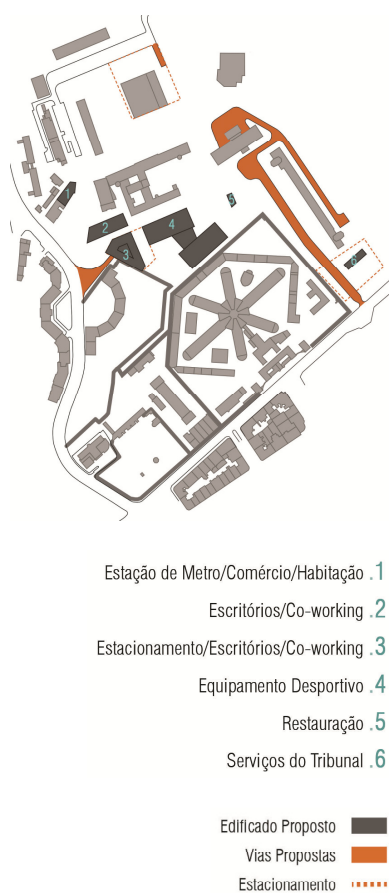 1
2
3
4
5
6
Estação de Metro/Comércio/Habitação .1
Escritórios/Co-working .2
Estacionamento/Escritórios/Co-working .3
Equipamento Desportivo .4
Restauração .5
Serviços do Tribunal .6
Edificado Proposto
Vias Propostas
Estacionamento